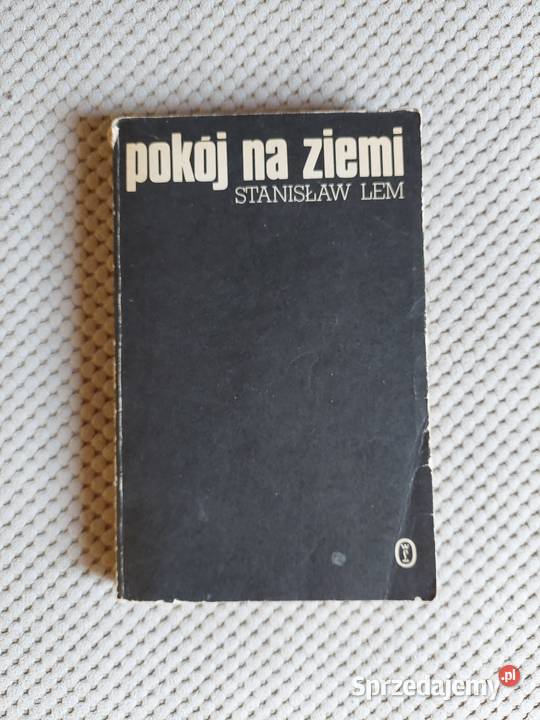 pokój na ziemi
STANISŁAW LEM
Sprzedajemy.pl